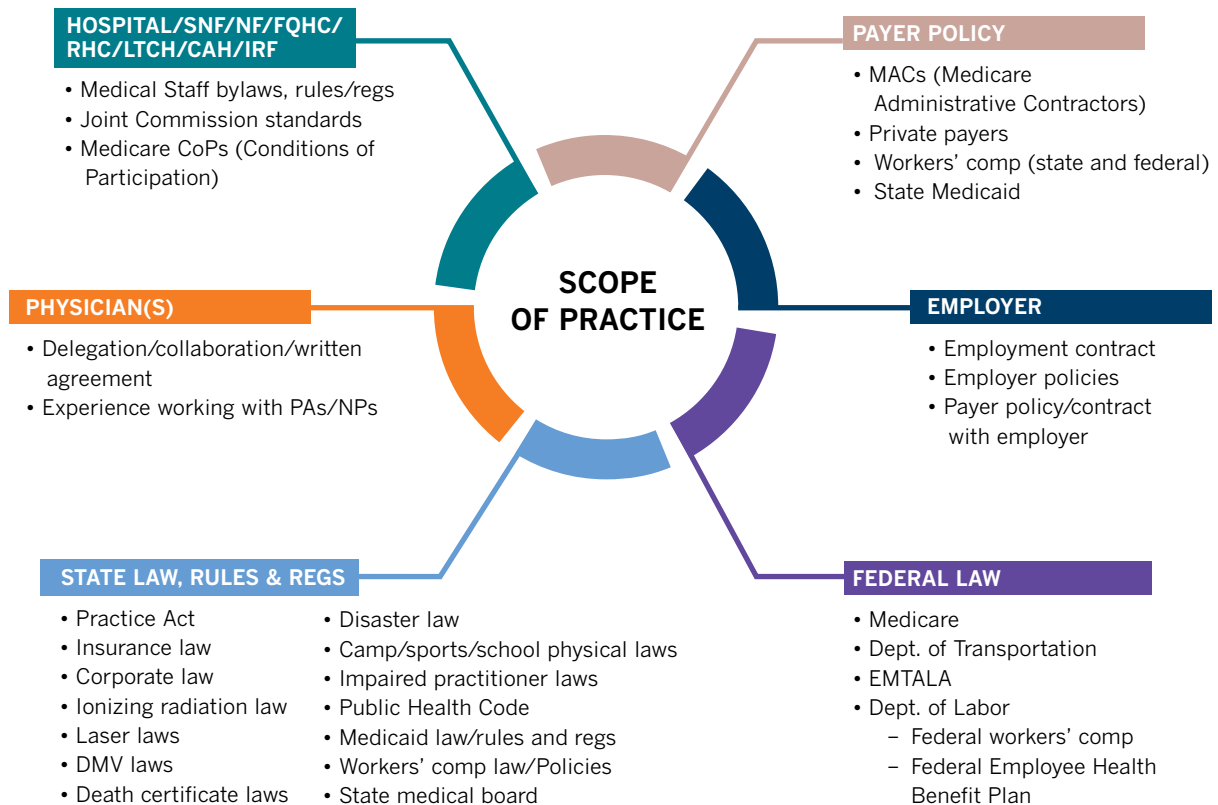 HOSPITAL/SNF/NF/FQHC/
RHC/LTCH/CAH/IRF
• Medical Staff bylaws, rules/regs
• Joint Commission standards
• Medicare CoPs (Conditions of
Participation)
PAYER POLICY
• MACs (Medicare
Administrative Contractors)
• Private payers
• Workers’ comp (state and federal)
• State Medicaid
SCOPE
OF PRACTICE
PHYSICIAN(S)
• Delegation/collaboration/written
agreement
• Experience working with PAs/NPs
EMPLOYER
• Employment contract
• Employer policies
• Payer policy/contract
with employer
STATE LAW, RULES & REGS
• Practice Act
• Insurance law
• Corporate law
• Ionizing radiation law
• Laser laws
• DMV laws
• Death certificate laws
• Disaster law
• Camp/sports/school physical laws
• Impaired practitioner laws
• Public Health Code
• Medicaid law/rules and regs
• Workers’ comp law/Policies
• State medical board
FEDERAL LAW
• Medicare
• Dept. of Transportation
• EMTALA
• Dept. of Labor
– Federal workers’ comp
– Federal Employee Health
Benefit Plan